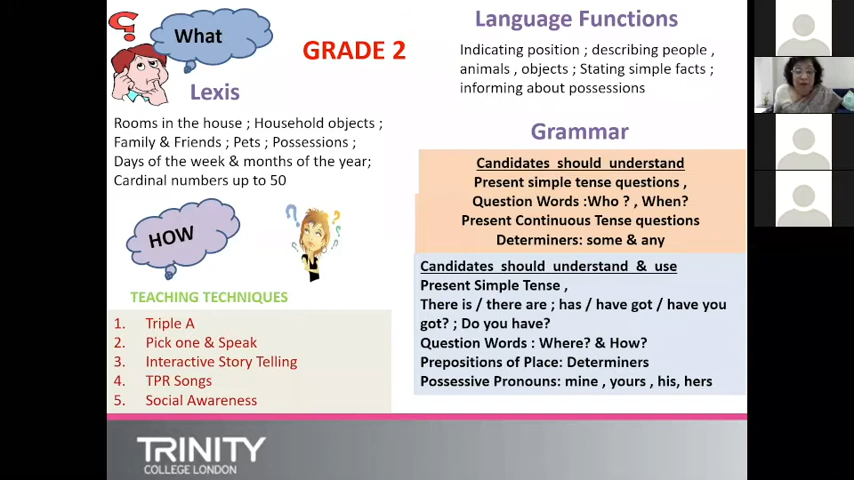 What
GRADE 2
Lexis
Rooms in the house ; Household objects ;
Family & Friends ; Pets ; Possessions ;
Days of the week & months of the year;
Cardinal numbers up to 50
HOW
TEACHING TECHNIQUES
1. Triple A
2. Pick one & Speak
3. Interactive Story Telling
4. TPR Songs
5. Social Awareness
Language Functions
Indicating position ; describing people ,
animals , objects ; Stating simple facts ;
informing about possessions
Grammar
Candidates should understand
Present simple tense questions ,
Question Words :Who ? , When?
Present Continuous Tense questions
Determiners: some & any
Candidates should understand & use
Present Simple Tense ,
There is / there are ; has / have got / have you
got? ; Do you have?
Question Words : Where? & How?
Prepositions of Place: Determiners
Possessive Pronouns: mine , yours , his, hers
TRINITY
COLLEGE LONDON